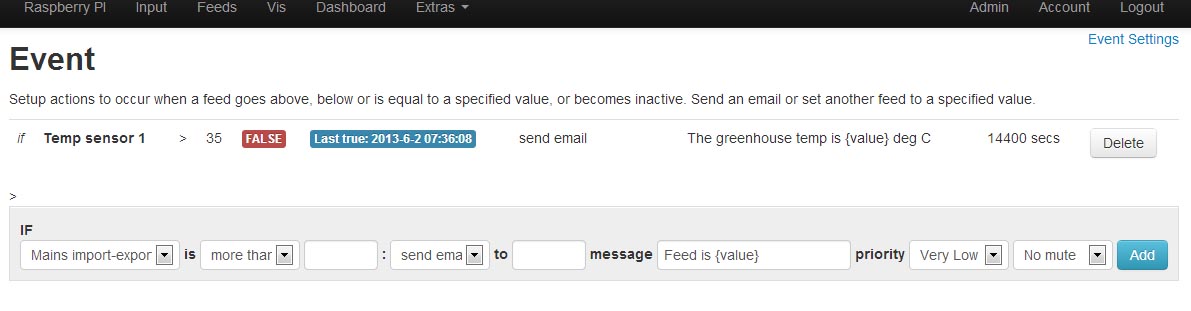 Raspberry PI Input Feeds Vis Dashboard Extras Admin Account Logout
Event Settings
Event
Setup actions to occur when a feed goes above, below or is equal to a specified value, or becomes inactive. Send an email or set another feed to a specified value.
if Temp sensor 1 > 35 FALSE Last true: 2013-6-2 07:36:08 send email The greenhouse temp is {value} deg C 14400 secs Delete
>
IF
Mains import-expor is more thar : send ema to message Feed is {value} priority Very Low No mute Add